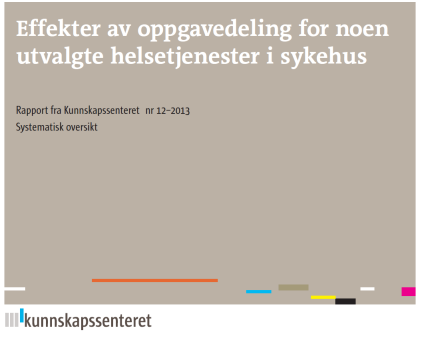 Effekter av oppgavedeling for noen
utvalgte helsetjenester i sykehus
Rapport fra Kunnskapssenteret nr 12–2013
Systematisk oversikt
kunnskapssenteret